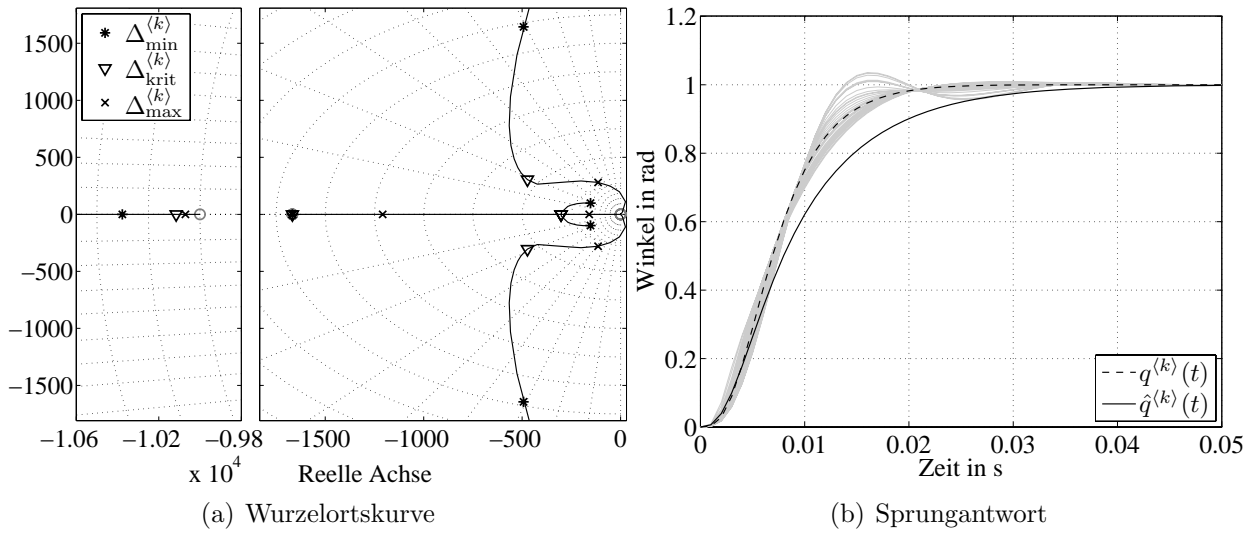 1500
1000
500
0
−500
−1000
−1500
∗ Δ_min^⟨k⟩
▽ Δ_krit^⟨k⟩
× Δ_max^⟨k⟩
−1.06 −1.02 −0.98
x 10^4
−1500 −1000 −500 0
Reelle Achse
(a) Wurzelortskurve
Winkel in rad
1.2
1
0.8
0.6
0.4
0.2
0
q^⟨k⟩(t)
q̂^⟨k⟩(t)
0 0.01 0.02 0.03 0.04 0.05
Zeit in s
(b) Sprungantwort